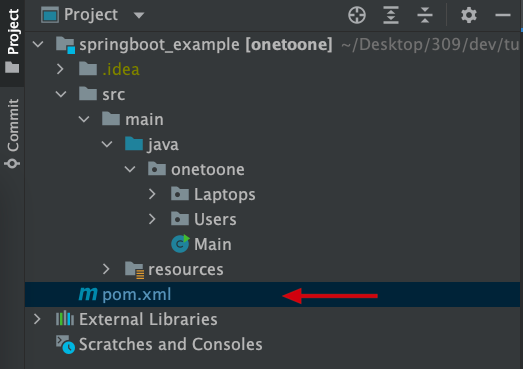 Project
Project
Commit
springboot_example [onetoone] ~/Desktop/309/dev/tu
.idea
src
main
java
onetoone
Laptops
Users
C Main
resources
m pom.xml
External Libraries
Scratches and Consoles